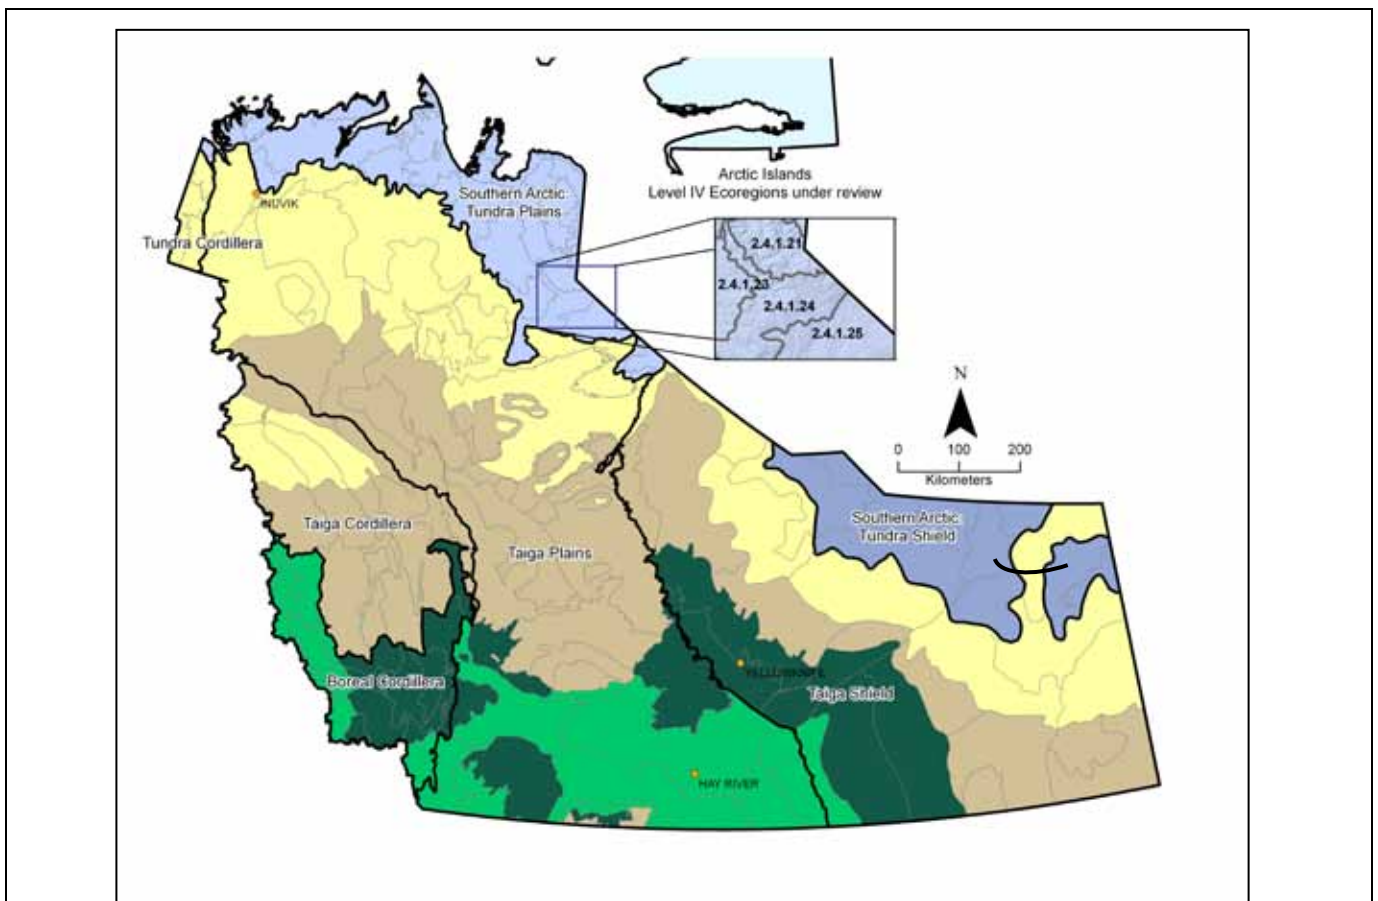 Arctic Islands
Level IV Ecoregions under review
Southern Arctic
Tundra Plains
INUVIK
Tundra Cordillera
2.4.1.21
2.4.1.23
2.4.1.24
2.4.1.25
N
0 100 200
Kilometers
Southern Arctic
Tundra Shield
Taiga Cordillera
Taiga Plains
Boreal Cordillera
YELLOWKNIFE
Taiga Shield
HAY RIVER